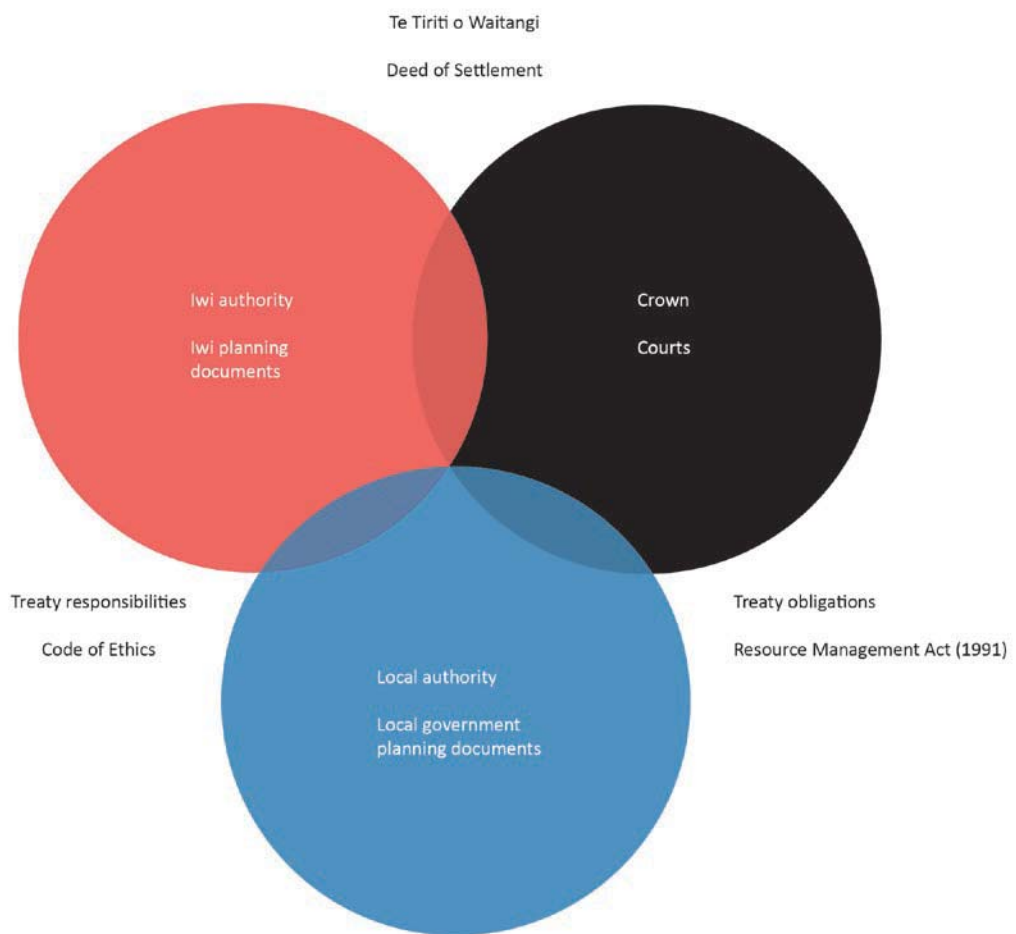 Te Tiriti o Waitangi
Deed of Settlement
Iwi authority
Iwi planning
documents
Crown
Courts
Treaty responsibilities
Code of Ethics
Treaty obligations
Resource Management Act (1991)
Local authority
Local government
planning documents